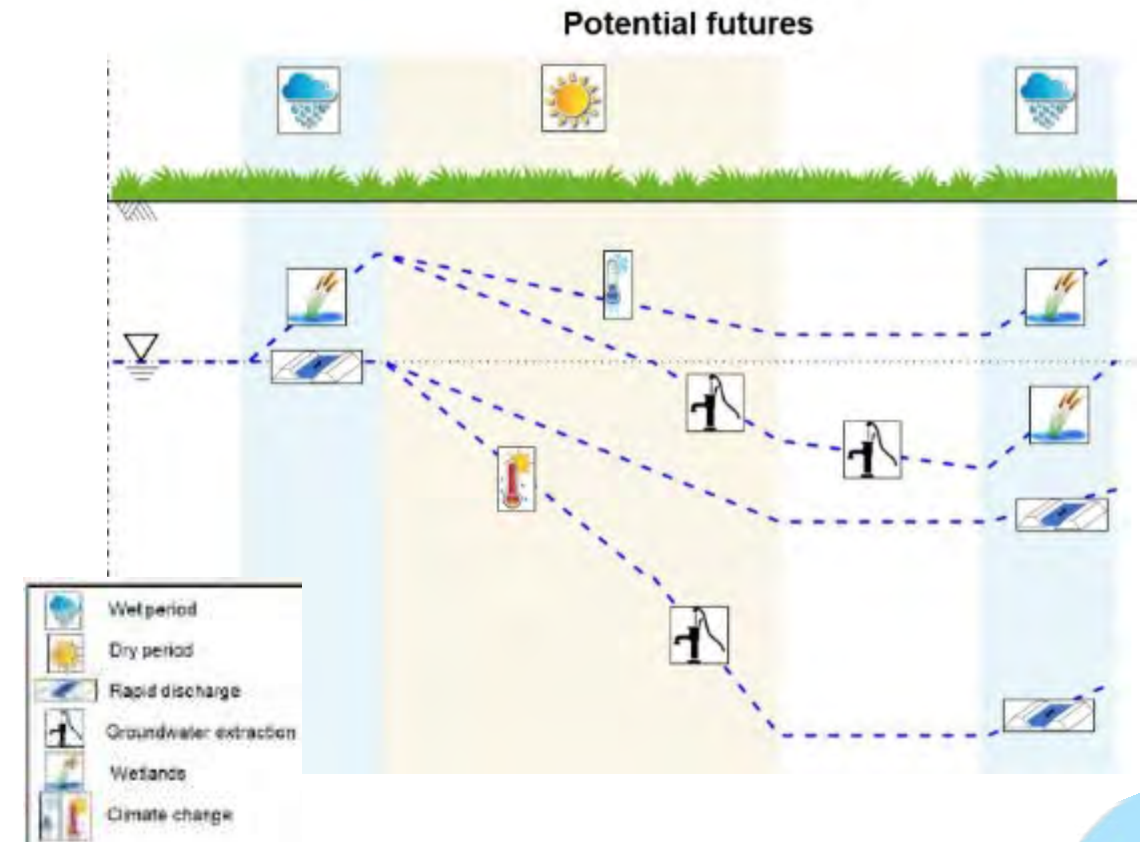 Potential futures
Wet period
Dry period
Rapid discharge
Groundwater extraction
Wetlands
Climate change